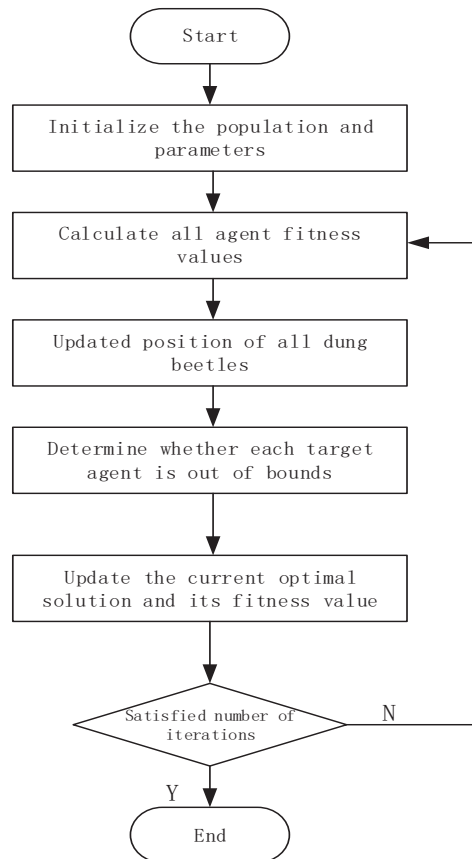 Start
Initialize the population and
parameters
Calculate all agent fitness
values
Updated position of all dung
beetles
Determine whether each target
agent is out of bounds
Update the current optimal
solution and its fitness value
Satisfied number of
iterations
N
Y
End